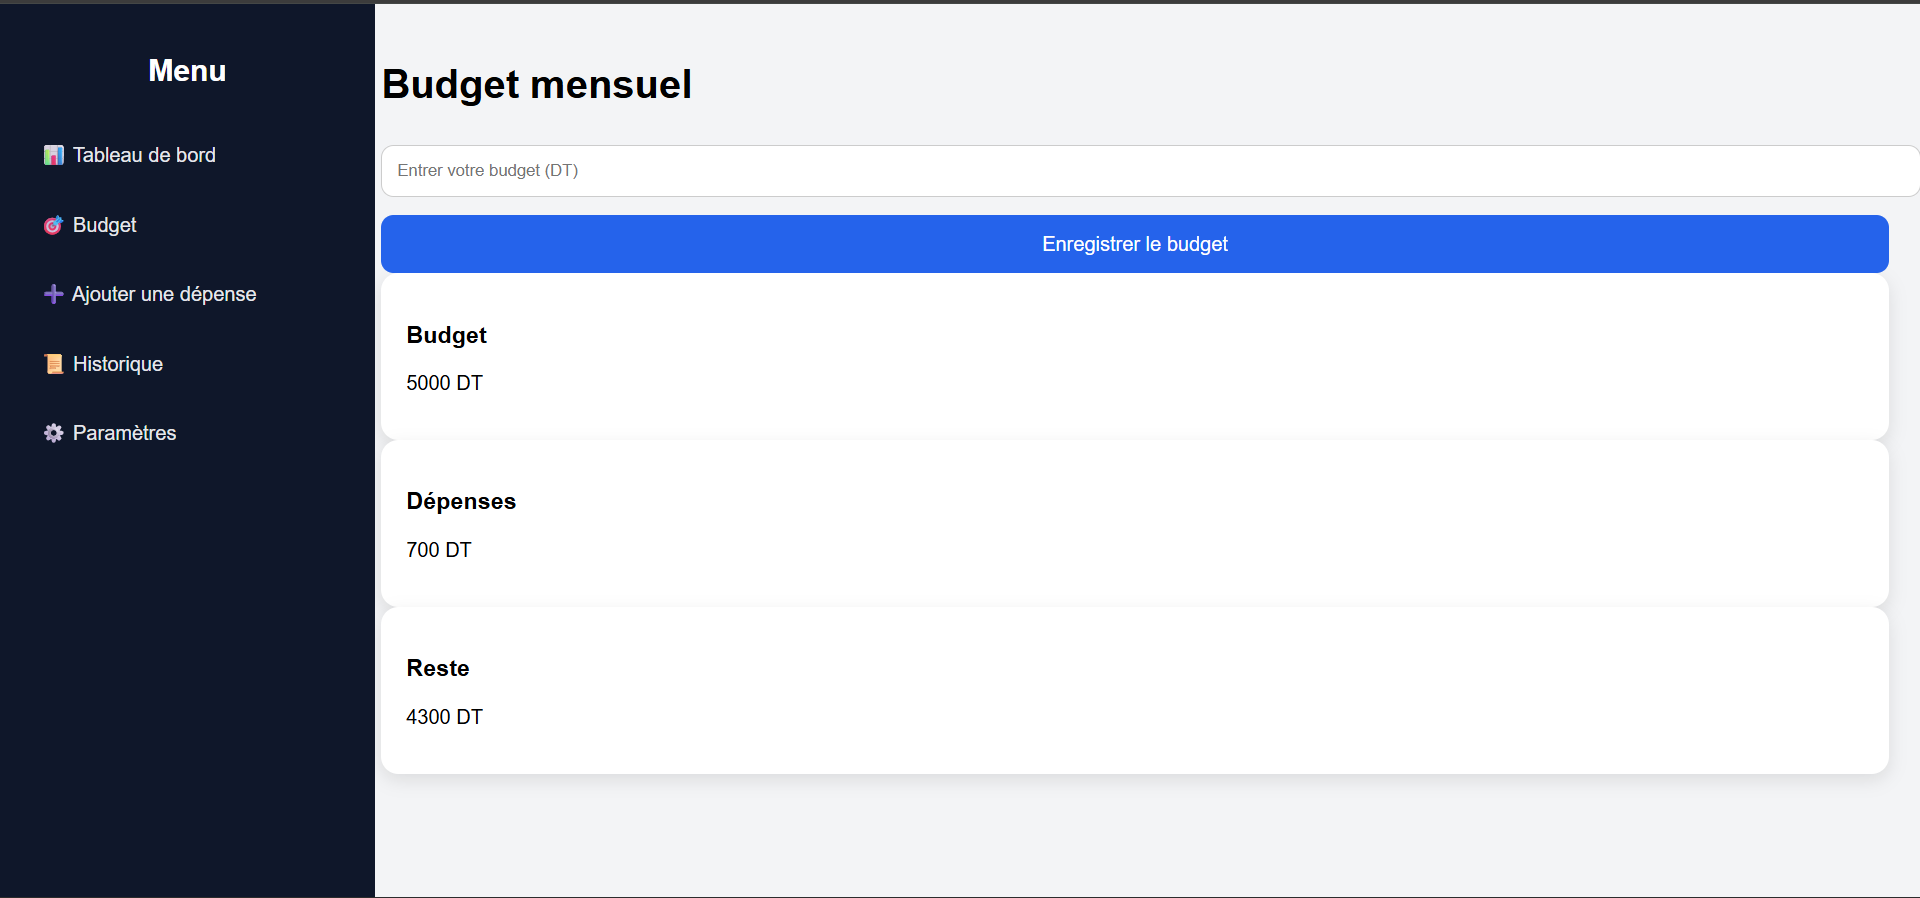 Menu
📊 Tableau de bord
🎯 Budget
➕ Ajouter une dépense
📜 Historique
⚙️ Paramètres
Budget mensuel
Entrer votre budget (DT)
Enregistrer le budget
Budget
5000 DT
Dépenses
700 DT
Reste
4300 DT